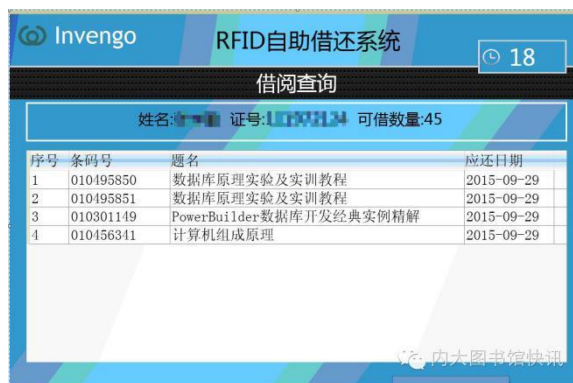 Invengo
RFID自助借还系统
18
借阅查询
姓名: 证号: 可借数量:45
序号 条码号 题名 应还日期
1 010495850 数据库原理实验及实训教程 2015-09-29
2 010495851 数据库原理实验及实训教程 2015-09-29
3 010301149 PowerBuilder数据库开发经典实例精解 2015-09-29
4 010456341 计算机组成原理 2015-09-29
内大图书馆快讯